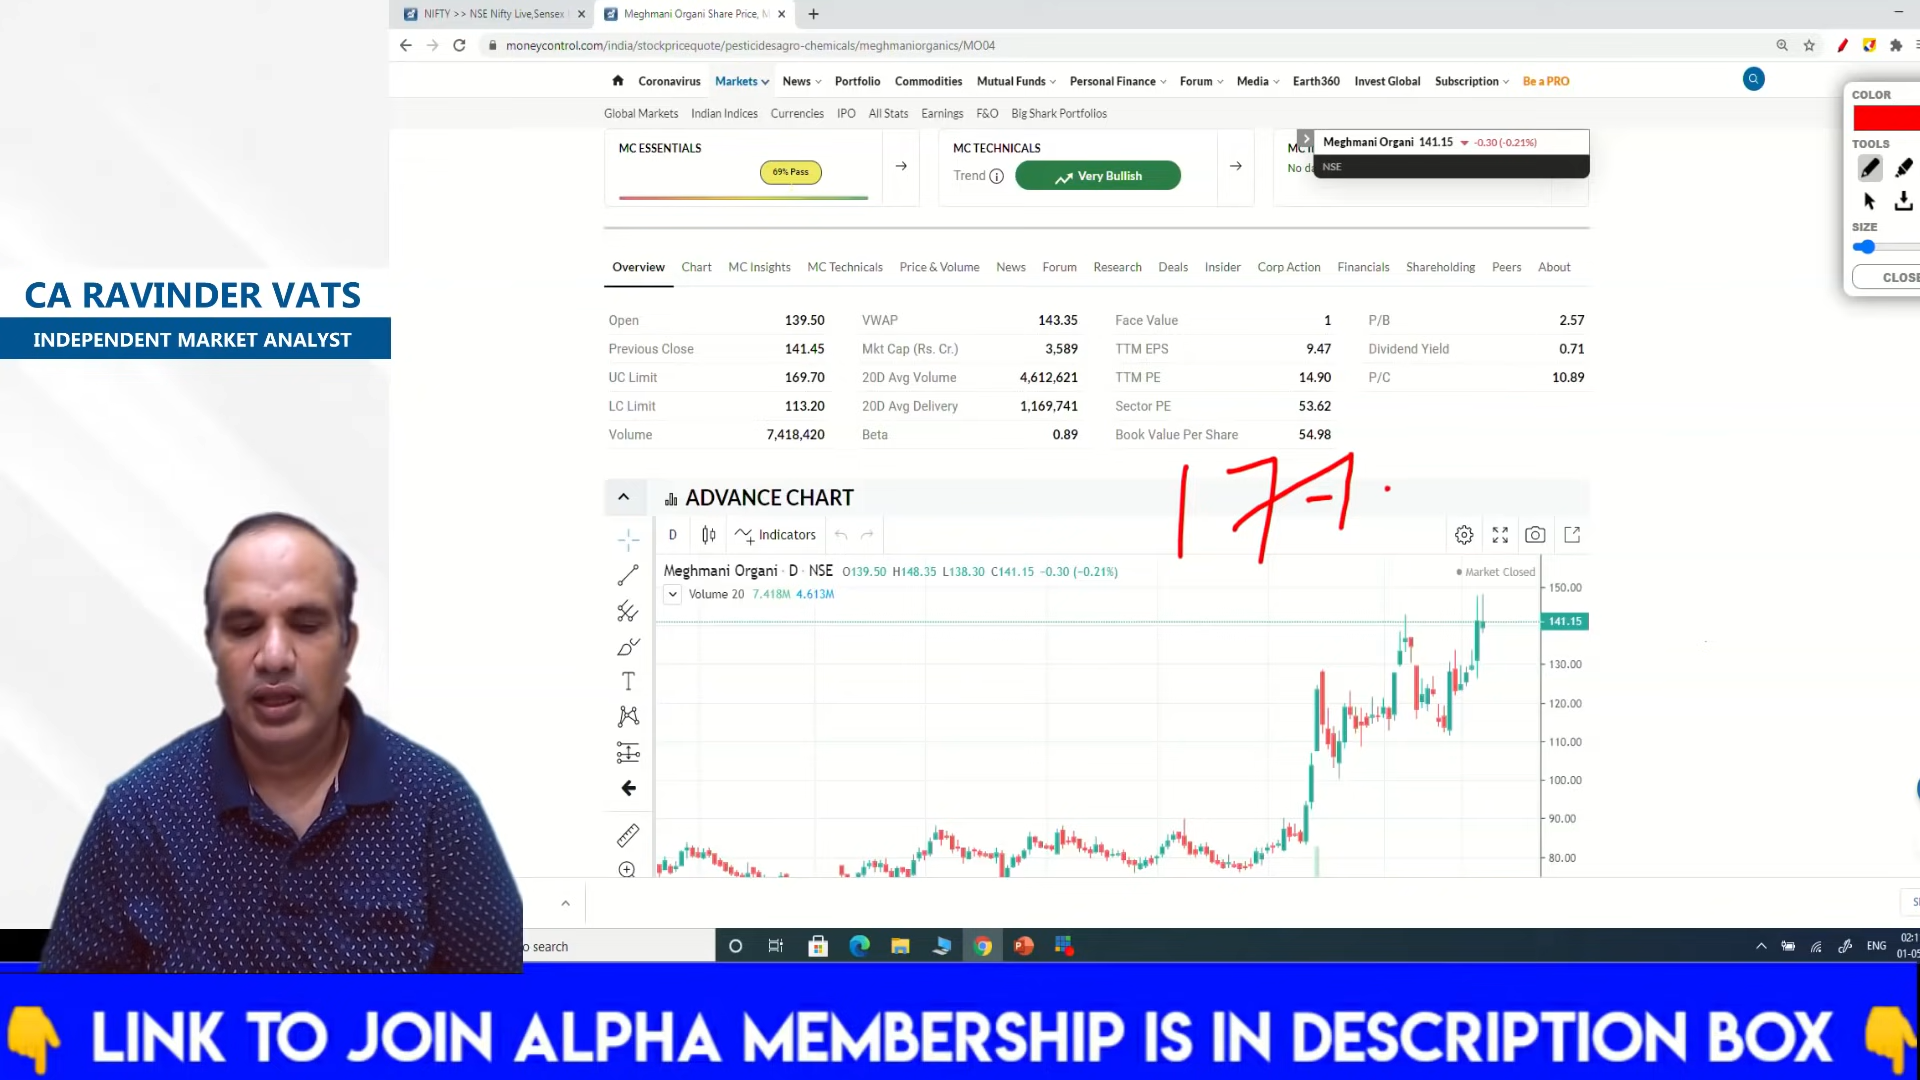 NIFTY >> NSE Nifty Live,Sensex
Meghmani Organi Share Price, M
moneycontrol.com/india/stockpricequote/pesticidesagro-chemicals/meghmaniorganics/MO04
Coronavirus Markets News Portfolio Commodities Mutual Funds Personal Finance Forum Media Earth360 Invest Global Subscription Be a PRO
Global Markets Indian Indices Currencies IPO All Stats Earnings F&O Big Shark Portfolios
COLOR
TOOLS
SIZE
CLOSE
MC ESSENTIALS
69% Pass
MC TECHNICALS
Trend Very Bullish
No da
Meghmani Organi 141.15 -0.30 (-0.21%)
NSE
Overview Chart MC Insights MC Technicals Price & Volume News Forum Research Deals Insider Corp Action Financials Shareholding Peers About
Open 139.50 VWAP 143.35 Face Value 1 P/B 2.57
Previous Close 141.45 Mkt Cap (Rs. Cr.) 3,589 TTM EPS 9.47 Dividend Yield 0.71
UC Limit 169.70 20D Avg Volume 4,612,621 TTM PE 14.90 P/C 10.89
LC Limit 113.20 20D Avg Delivery 1,169,741 Sector PE 53.62
Volume 7,418,420 Beta 0.89 Book Value Per Share 54.98
CA RAVINDER VATS
INDEPENDENT MARKET ANALYST
ADVANCE CHART
D Indicators
Meghmani Organi · D · NSE O139.50 H148.35 L138.30 C141.15 -0.30 (-0.21%)
Market Closed
Volume 20 7.418M 4.613M
150.00
141.15
130.00
120.00
110.00
100.00
90.00
80.00
o search
ENG
02:1
01-05
LINK TO JOIN ALPHA MEMBERSHIP IS IN DESCRIPTION BOX